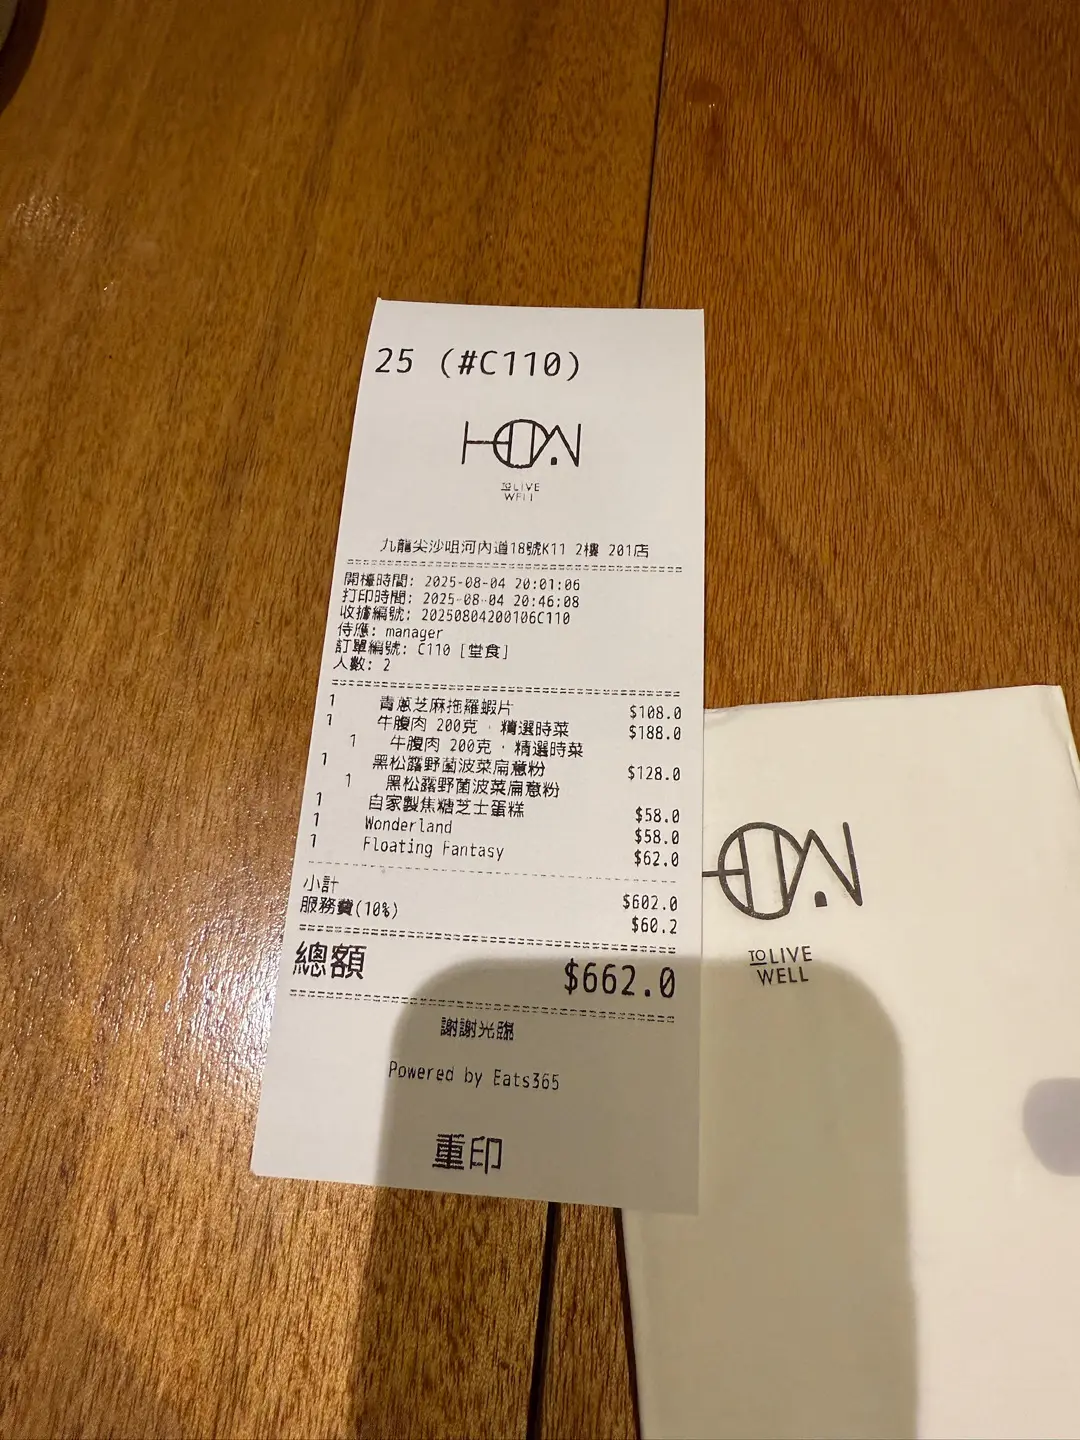 25 (#C110)
TO LIVE
WELL
九龍尖沙咀河內道18號K11 2樓 201店
開檯時間: 2025-08-04 20:01:06
打印時間: 2025-08-04 20:46:08
收據編號: 20250804200106C110
侍應: manager
訂單編號: C110 [堂食]
人數: 2
1 青蔥芝麻拖羅蝦片 $108.0
1 牛腹肉 200克，精選時菜 $188.0
1 牛腹肉 200克，精選時菜
1 黑松露野菌波菜扁意粉 $128.0
1 黑松露野菌波菜扁意粉
1 自家製焦糖芝士蛋糕 $58.0
1 Wonderland $58.0
1 Floating Fantasy $62.0
小計 $602.0
服務費(10%) $60.2
總額 $662.0
謝謝光臨
Powered by Eats365
重印
TO LIVE
WELL